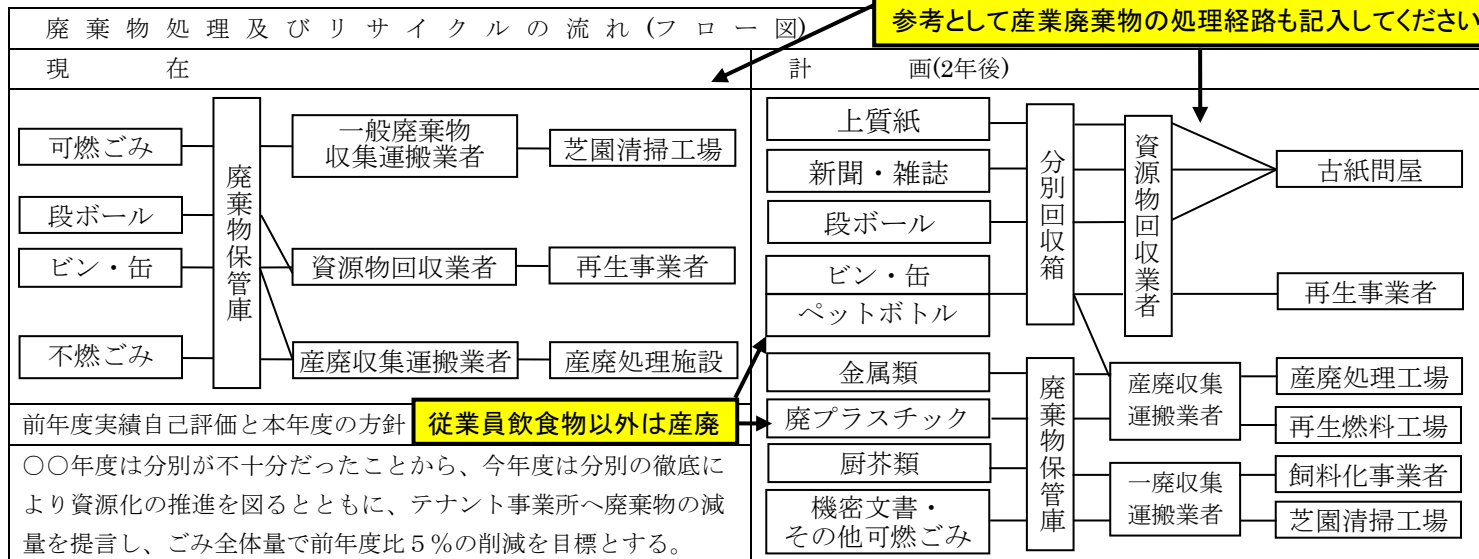 廃棄物処理及びリサイクルの流れ(フロー図)
参考として産業廃棄物の処理経路も記入してください
現在
計画(2年後)
可燃ごみ
段ボール
ビン・缶
不燃ごみ
廃棄物保管庫
一般廃棄物
収集運搬業者
資源物回収業者
産廃収集運搬業者
芝園清掃工場
再生事業者
産廃処理施設
上質紙
新聞・雑誌
段ボール
ビン・缶
ペットボトル
金属類
廃プラスチック
厨芥類
機密文書・
その他可燃ごみ
分別回収箱
廃棄物保管庫
資源物回収業者
産廃収集
運搬業者
一廃収集
運搬業者
古紙問屋
再生事業者
産廃処理工場
再生燃料工場
飼料化事業者
芝園清掃工場
前年度実績自己評価と本年度の方針
従業員飲食物以外は産廃
〇〇年度は分別が不十分だったことから、今年度は分別の徹底に
より資源化の推進を図るとともに、テナント事業所へ廃棄物の減
量を提言し、ごみ全体量で前年度比５％の削減を目標とする。